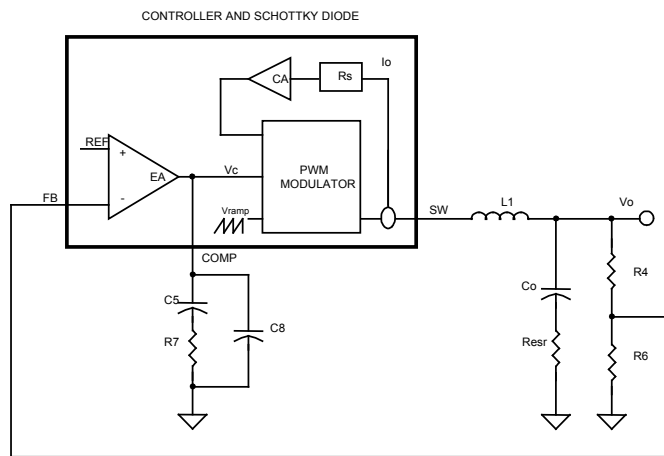 CONTROLLER AND SCHOTTKY DIODE
Io
CA
Rs
REF
+
EA
-
Vc
PWM
MODULATOR
Vramp
FB
SW
L1
Vo
COMP
C5
R7
C8
Co
Resr
R4
R6